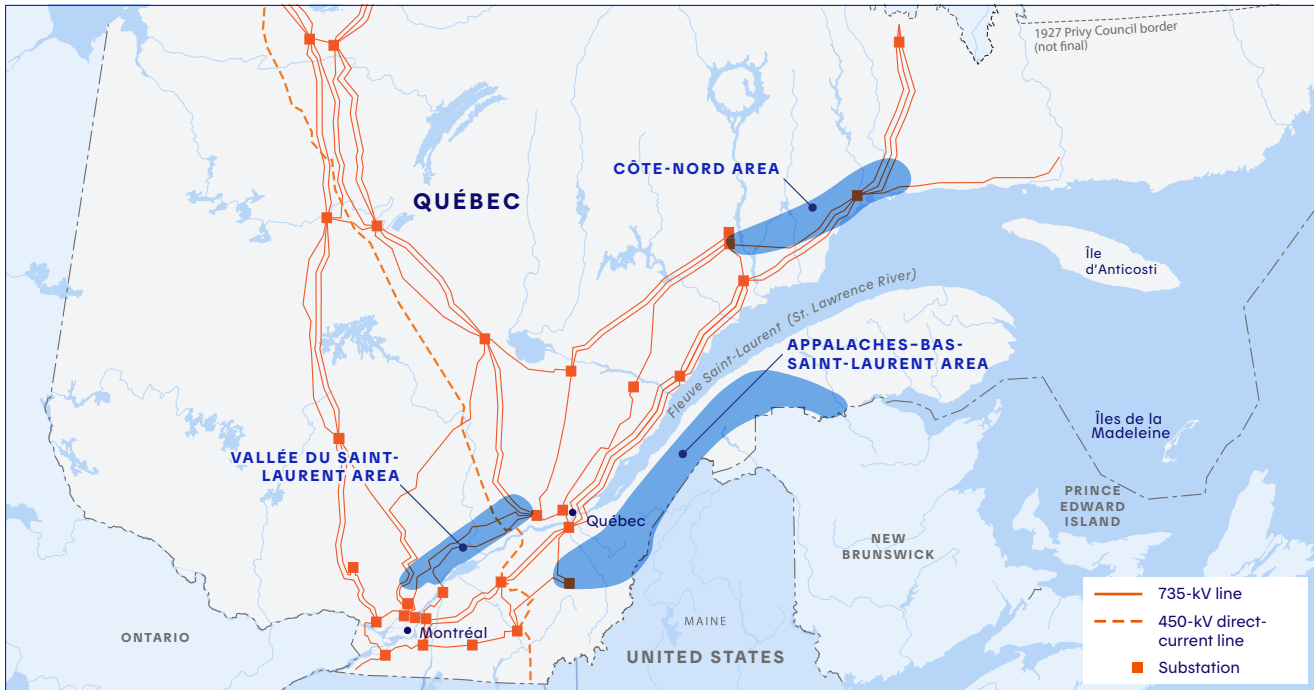 1927 Privy Council border
(not final)
CÔTE-NORD AREA
QUÉBEC
Île
d'Anticosti
Fleuve Saint-Laurent (St. Lawrence River)
APPALACHES–BAS-
SAINT-LAURENT AREA
Îles de la
Madeleine
VALLÉE DU SAINT-
LAURENT AREA
PRINCE
EDWARD
ISLAND
Québec
NEW
BRUNSWICK
735-kV line
450-kV direct-
current line
Substation
MAINE
Montréal
ONTARIO
UNITED STATES